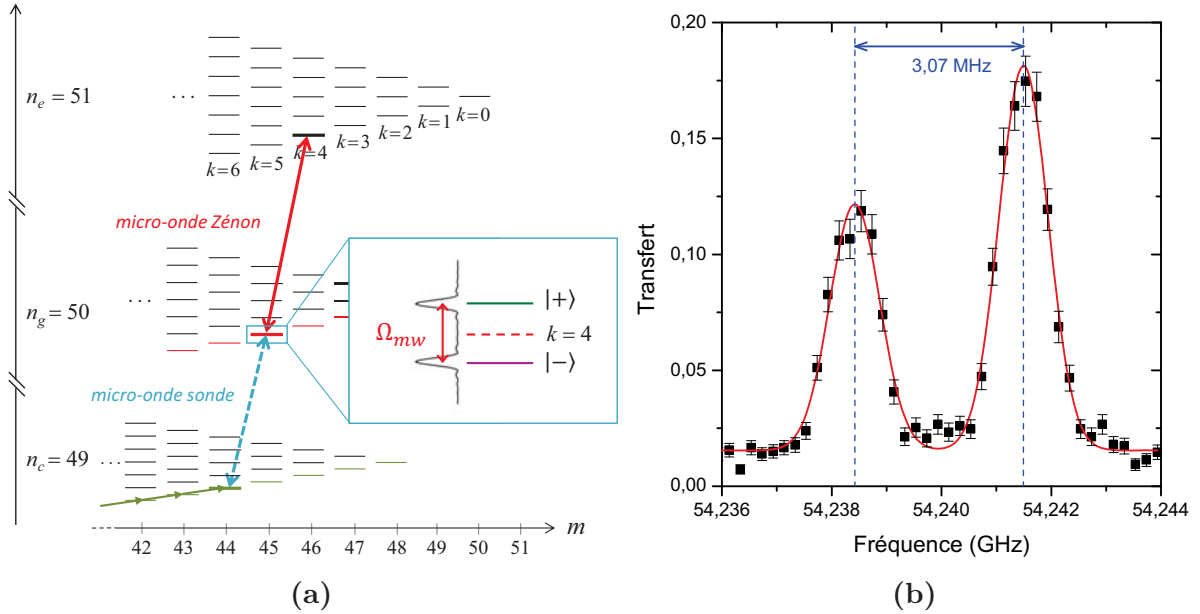 n_e = 51
...
k=6
k=5
k=4
k=3
k=2
k=1
k=0
micro-onde Zénon
n_g = 50
...
|+⟩
Ω_mw
k = 4
|−⟩
micro-onde sonde
n_c = 49
...
42 43 44 45 46 47 48 49 50 51
m
(a)
0,20
0,15
0,10
0,05
0,00
Transfert
3,07 MHz
54,236 54,238 54,240 54,242 54,244
Fréquence (GHz)
(b)